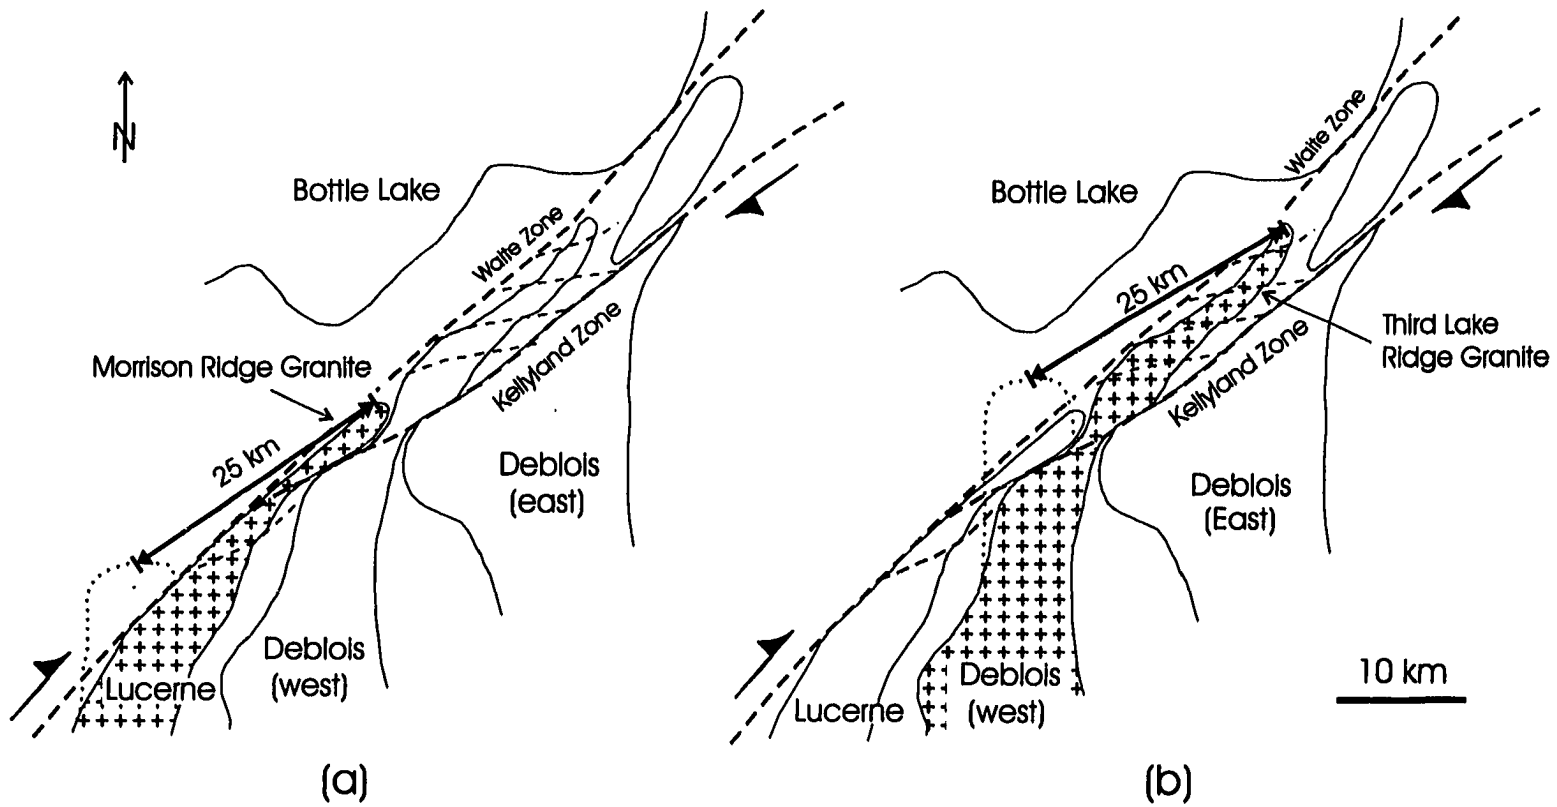 N
Bottle Lake
Waite Zone
Kellyland Zone
Morrison Ridge Granite
25 km
Deblois
(east)
Deblois
(west)
Lucerne
(a)
Waite Zone
Bottle Lake
25 km
Third Lake
Ridge Granite
Kellyland Zone
Deblois
(East)
Deblois
(west)
Lucerne
10 km
(b)